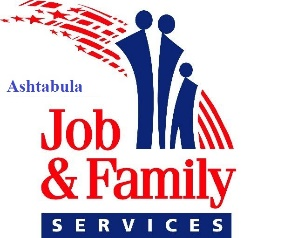 Ashtabula
Job
& Family
SERVICES